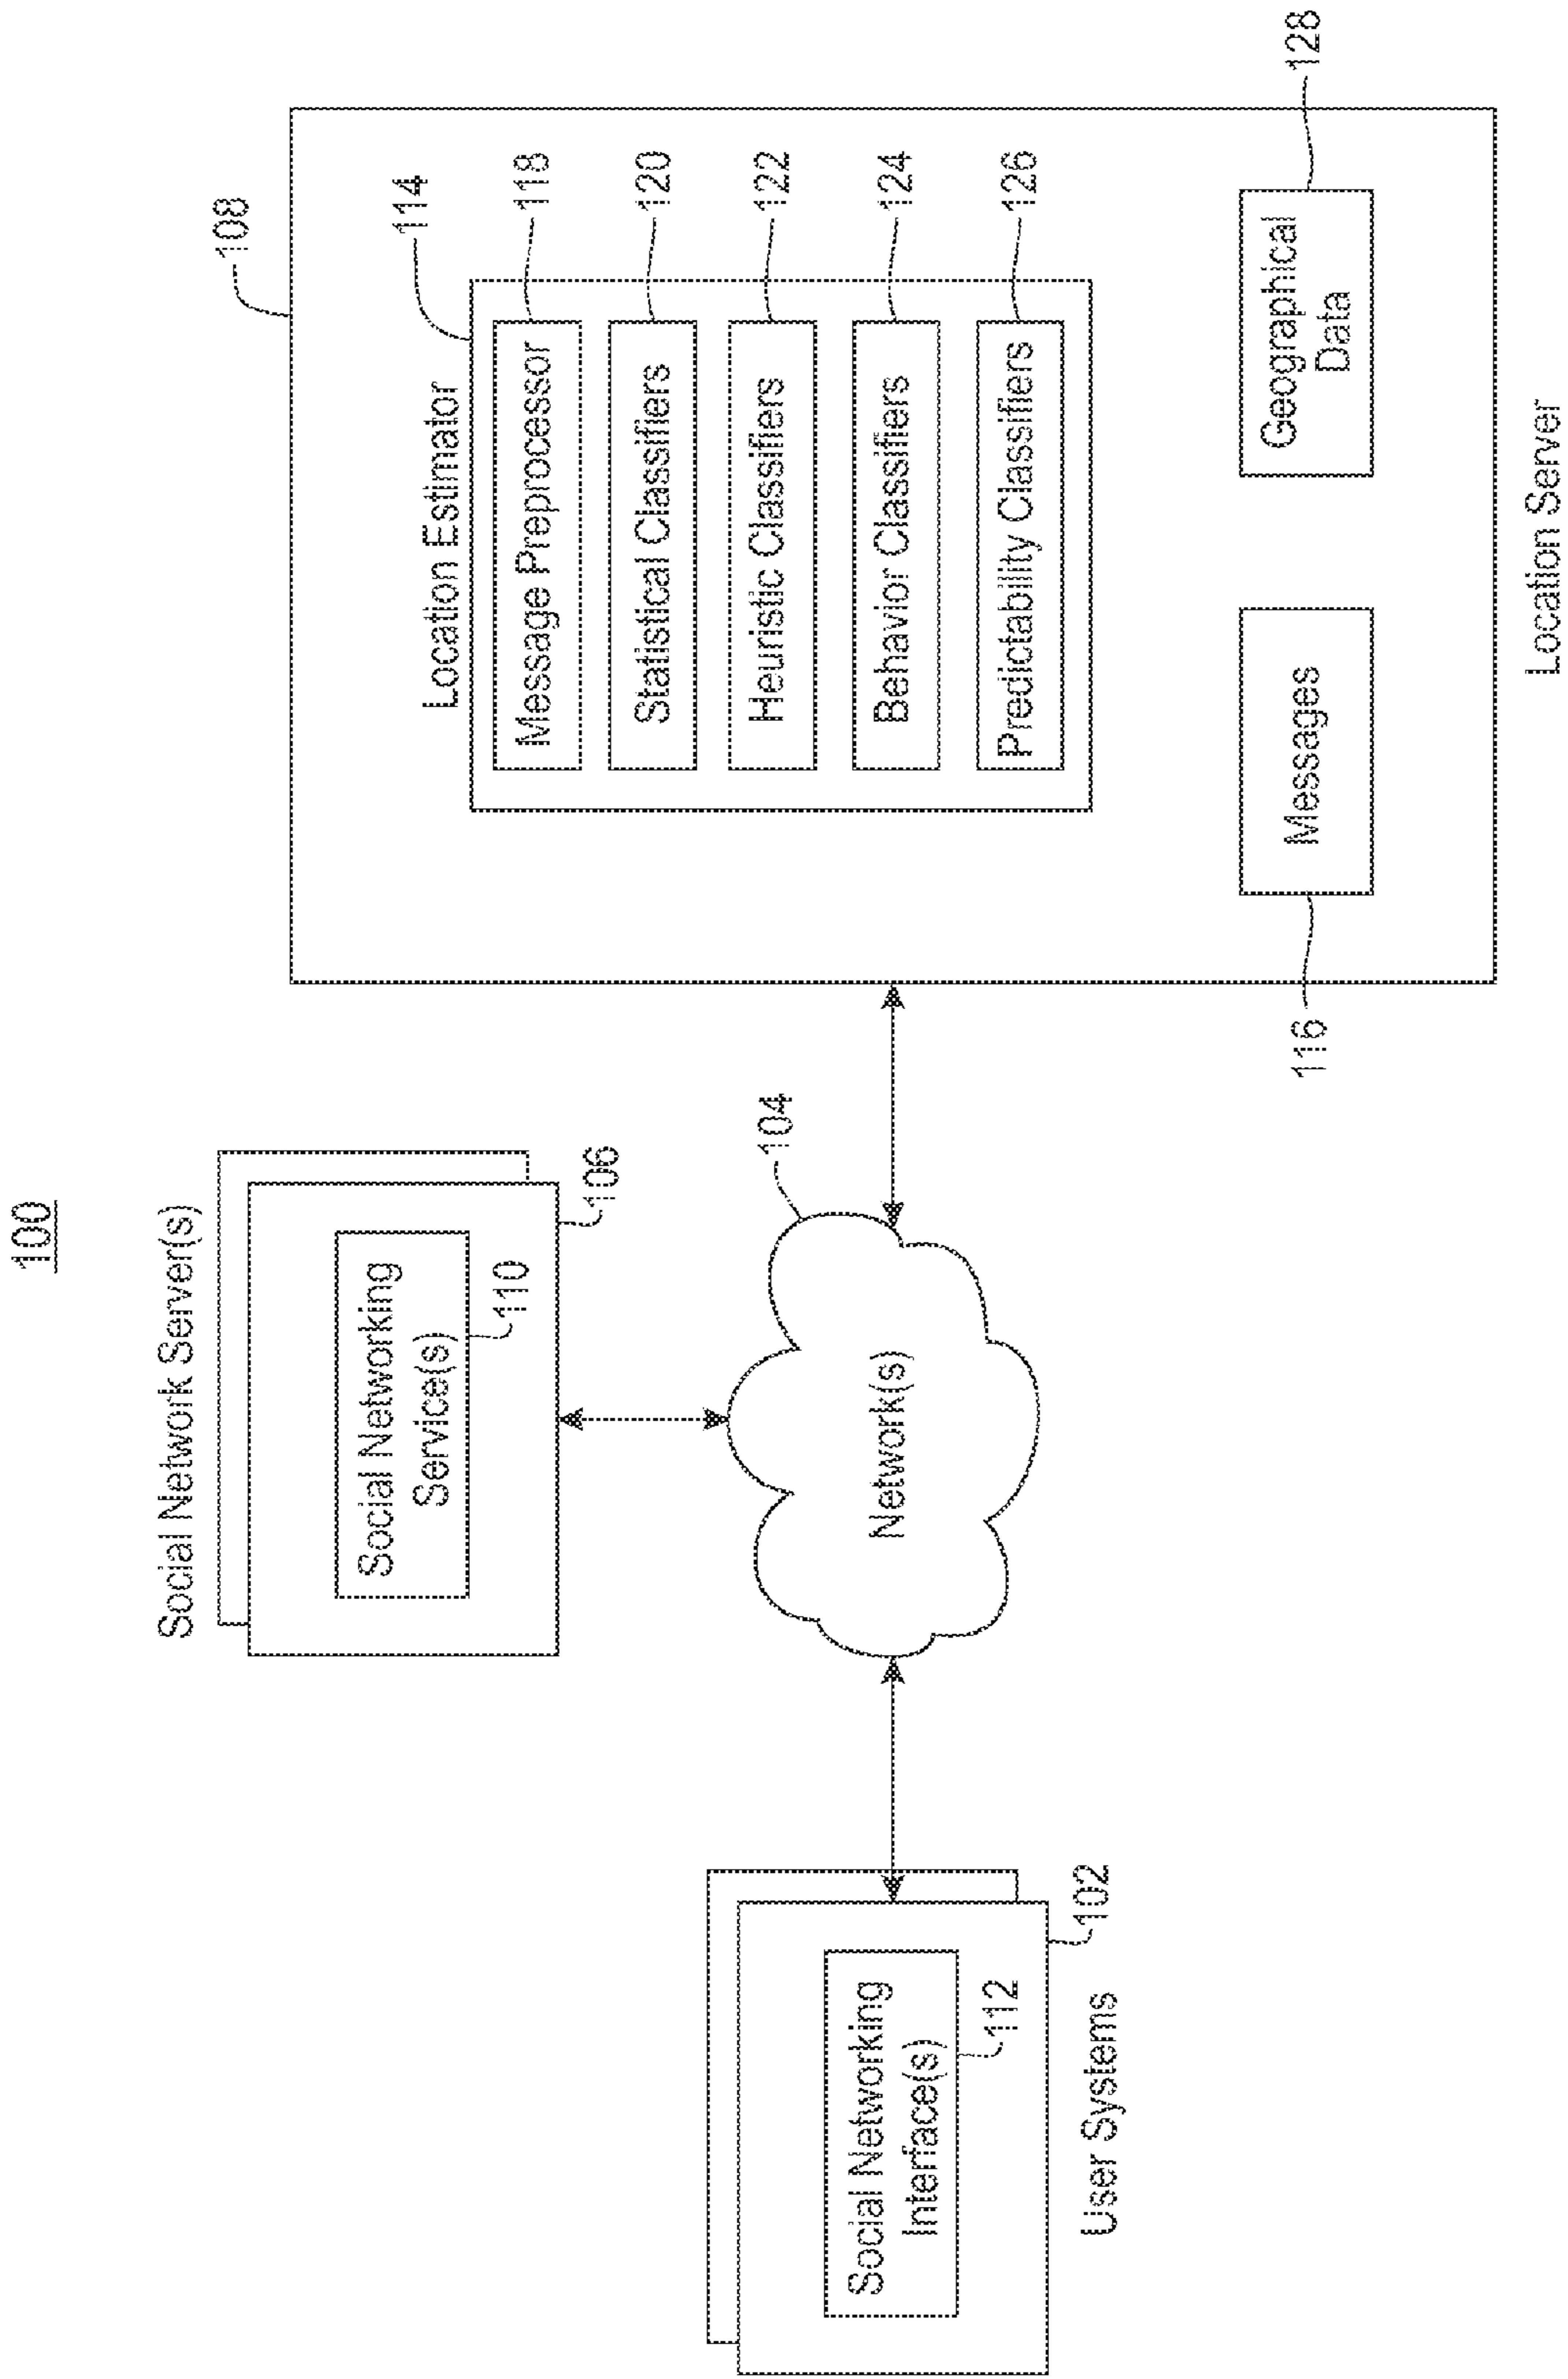 100
Social Network Server(s)
Social Networking
Service(s)
110
106
104
Network(s)
Social Networking
Interface(s)
112
102
User Systems
108
114
Location Estimator
Message Preprocessor
118
Statistical Classifiers
120
Heuristic Classifiers
122
Behavior Classifiers
124
Predictability Classifiers
126
Messages
116
Geographical
Data
128
Location Server